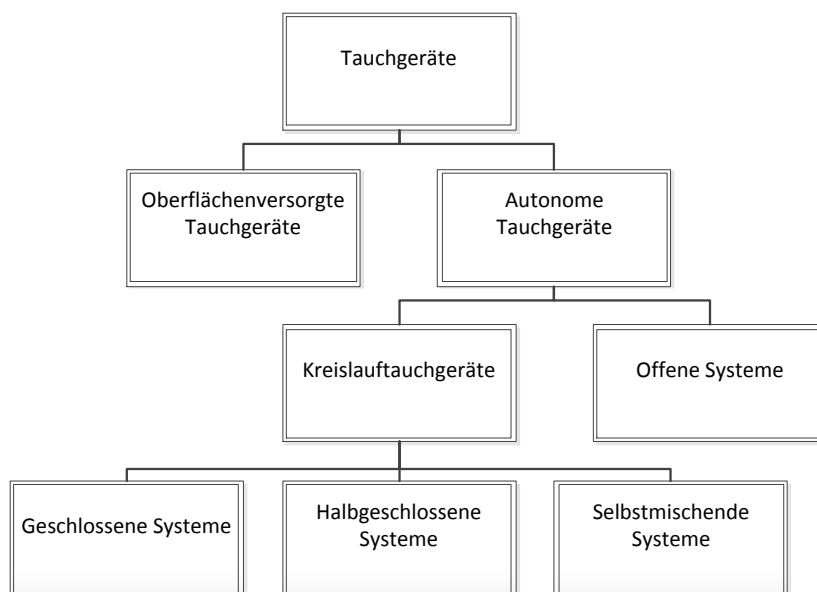 Tauchgeräte
Oberflächenversorgte
Tauchgeräte
Autonome
Tauchgeräte
Kreislauftauchgeräte
Offene Systeme
Geschlossene Systeme
Halbgeschlossene
Systeme
Selbstmischende
Systeme